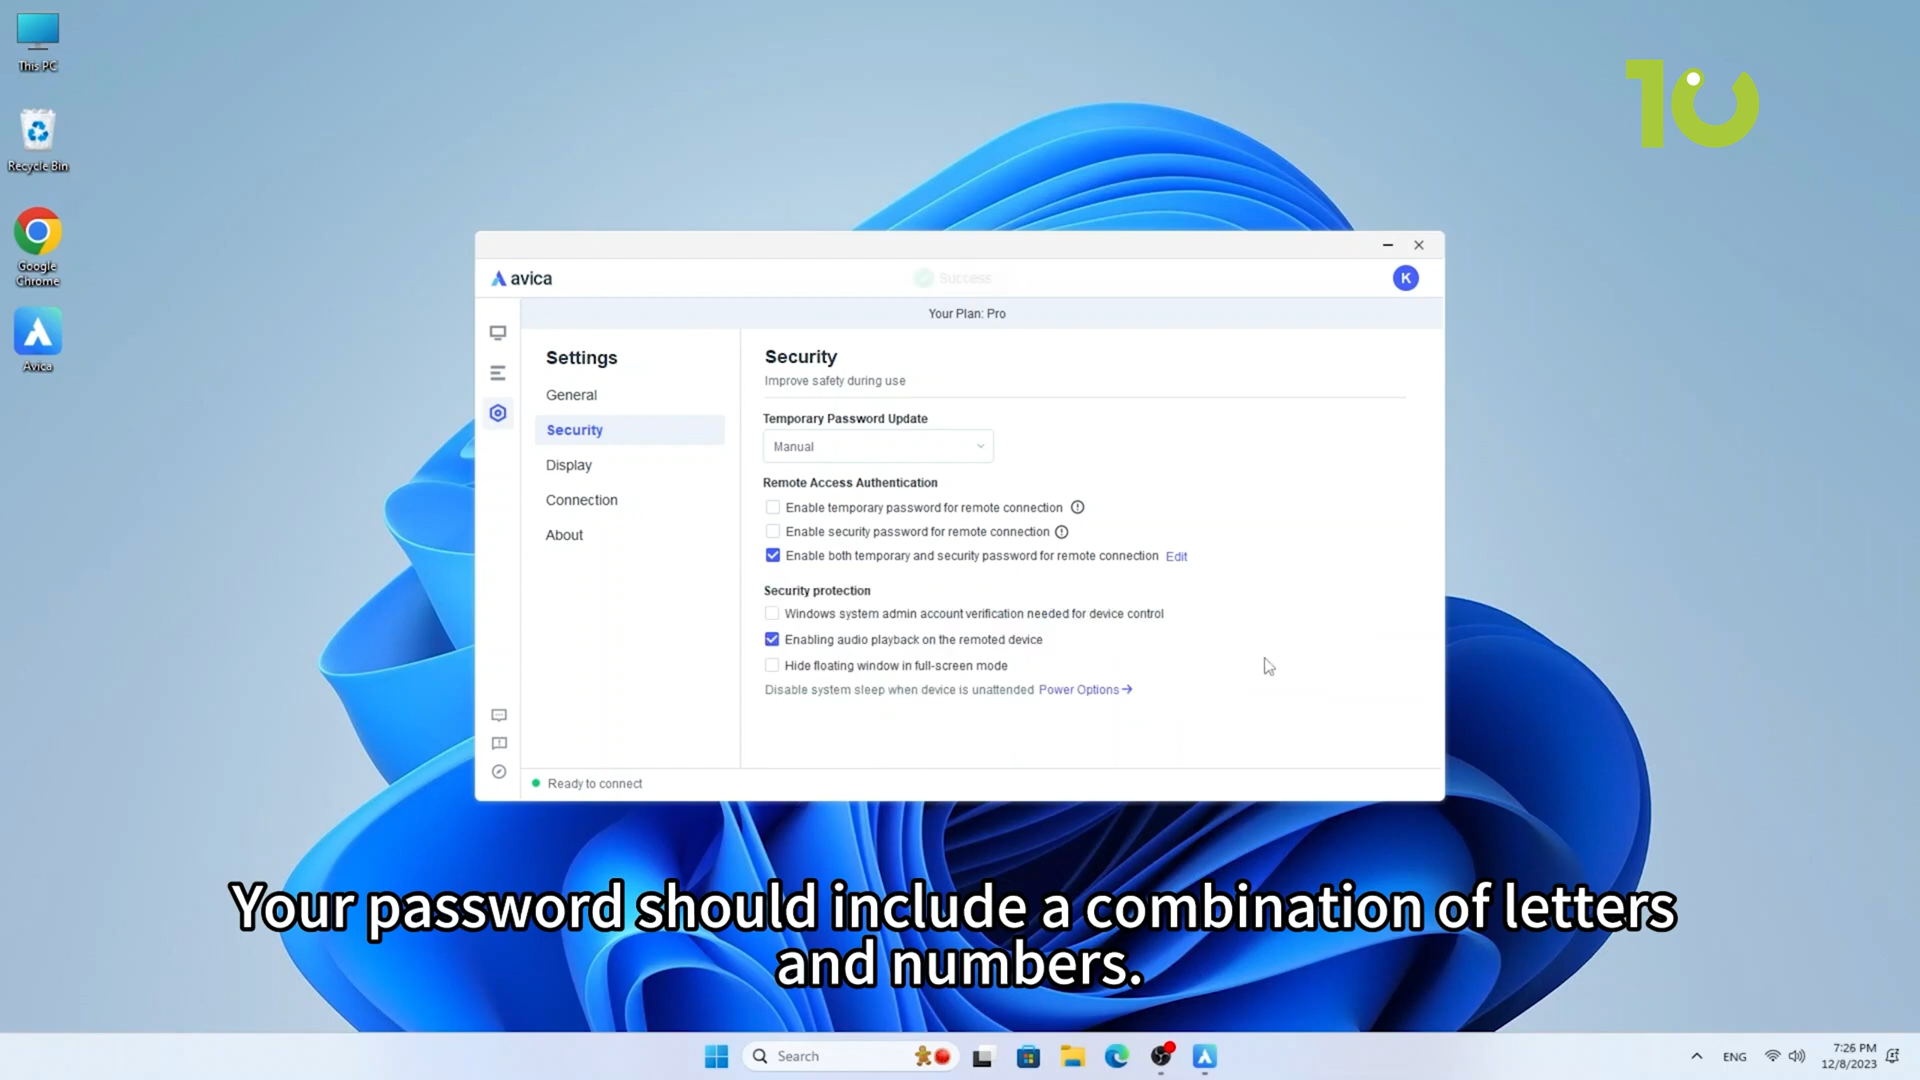 This PC
Recycle Bin
Google
Chrome
Avica
10
avica
Success
K
Your Plan: Pro
Settings
General
Security
Display
Connection
About
Security
Improve safety during use
Temporary Password Update
Manual
Remote Access Authentication
Enable temporary password for remote connection
Enable security password for remote connection
Enable both temporary and security password for remote connection Edit
Security protection
Windows system admin account verification needed for device control
Enabling audio playback on the remoted device
Hide floating window in full-screen mode
Disable system sleep when device is unattended Power Options
Ready to connect
Your password should include a combination of letters
and numbers.
Search
ENG
7:26 PM
12/8/2023